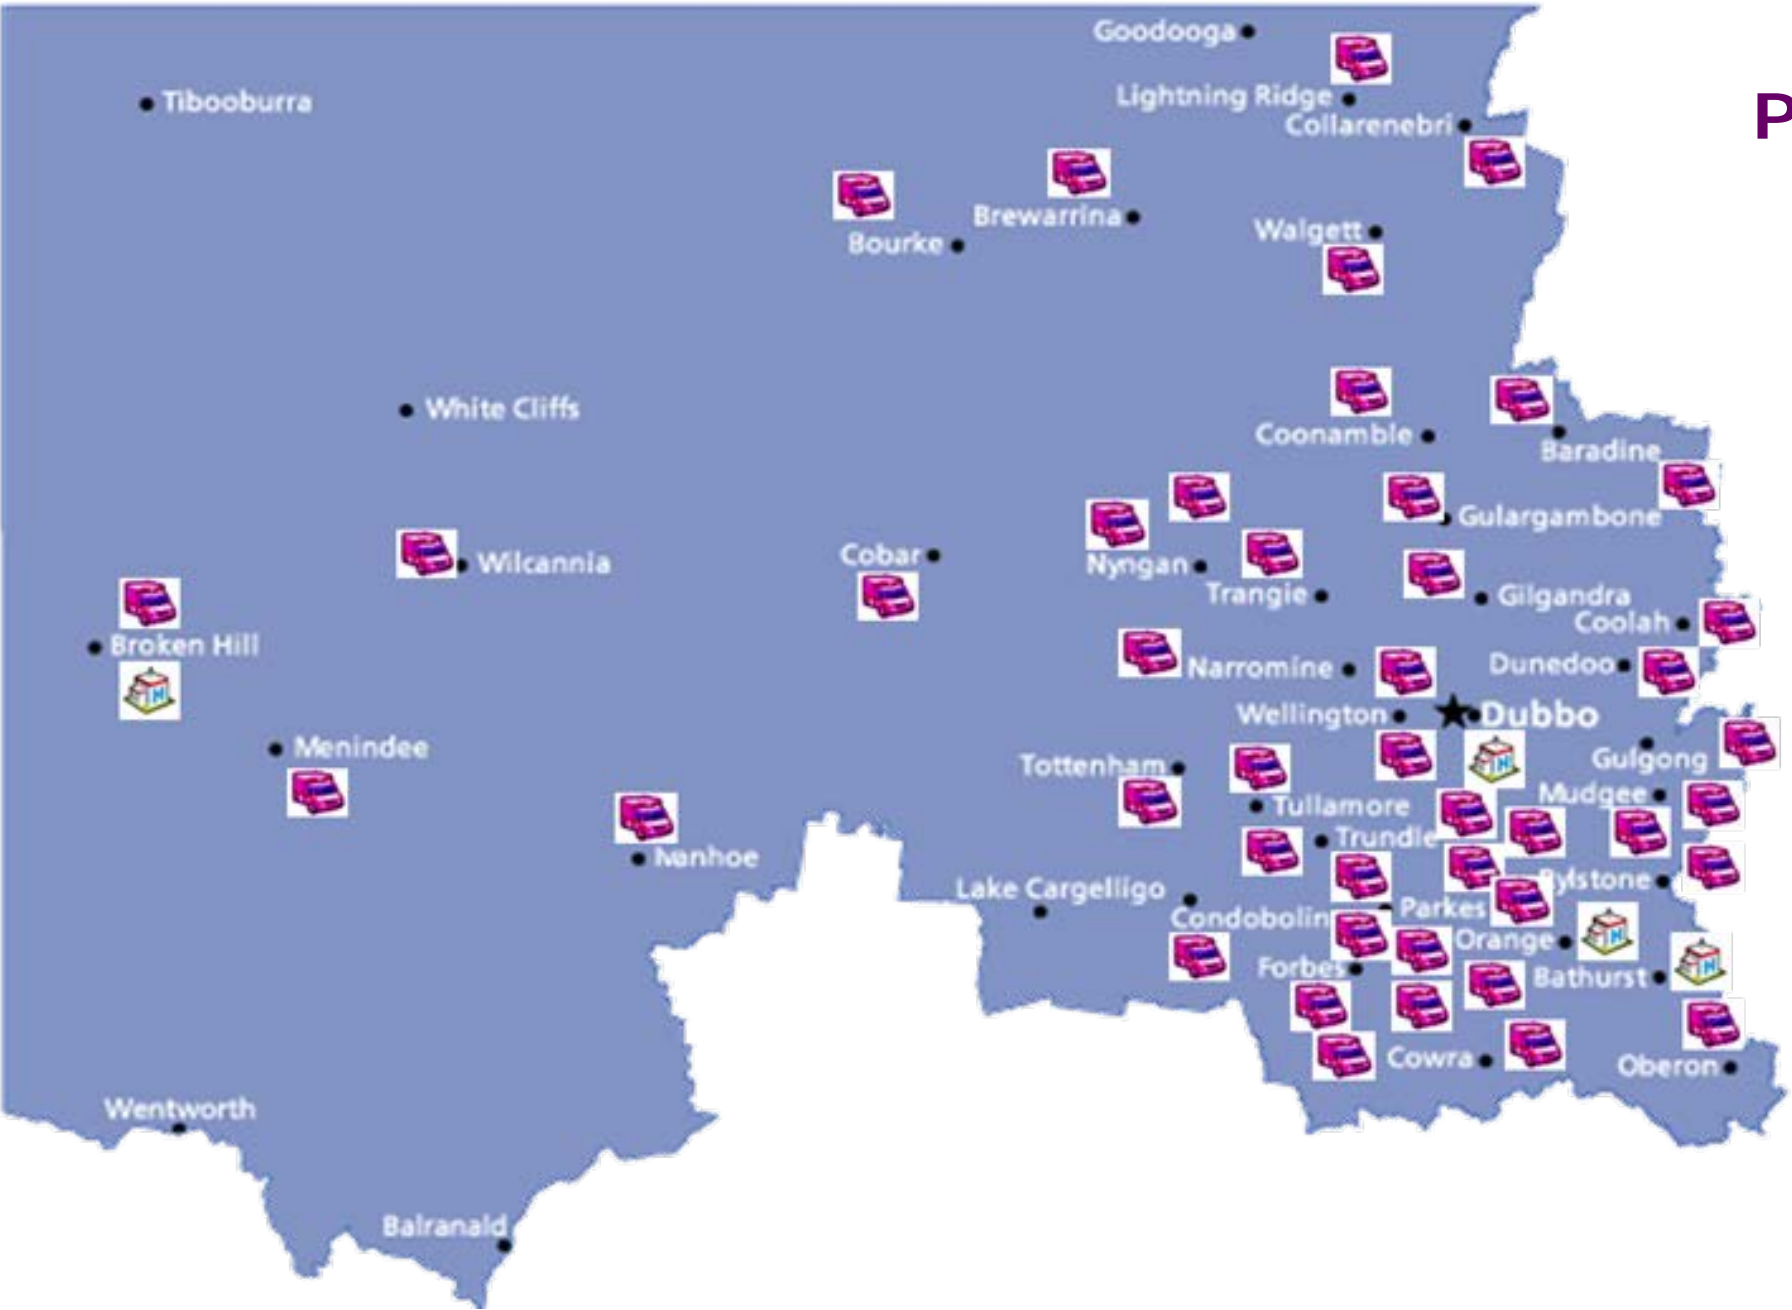 Goodooga
P
Lightning Ridge
Tibooburra
Collarenebri
Brewarrina
Walgett
Bourke
White Cliffs
Coonamble
Baradine
Gulargambone
Cobar
Wilcannia
Nyngan
Trangie
Gilgandra
Coolah
Broken Hill
Narromine
Dunedoo
Wellington
Dubbo
Menindee
Gulgong
Tottenham
Mudgee
Tullamore
Trundle
Ivanhoe
Rylstone
Lake Cargelligo
Parkes
Condobolin
Orange
Forbes
Bathurst
Cowra
Oberon
Wentworth
Balranald
H
H
H
H